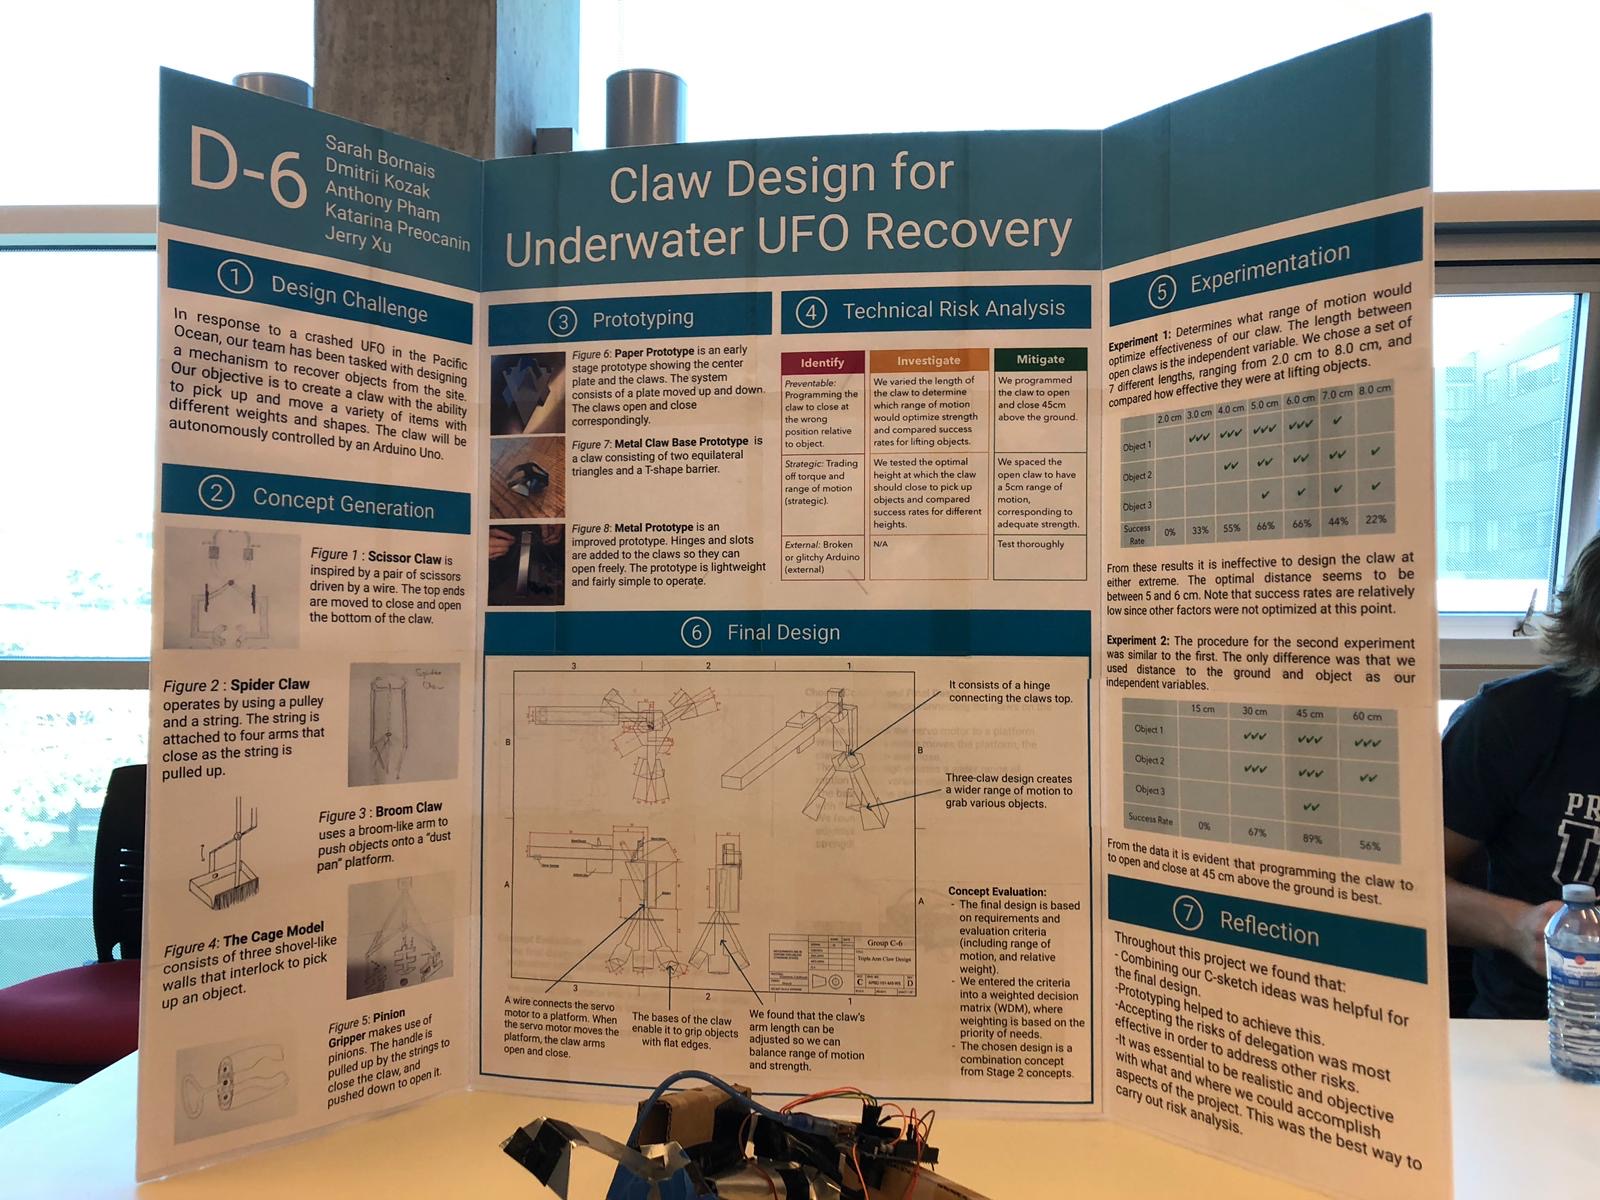 D-6
Sarah Bornais
Dmitrii Kozak
Anthony Pham
Katarina Preocanin
Jerry Xu
Claw Design for
Underwater UFO Recovery
1 Design Challenge
In response to a crashed UFO in the Pacific
Ocean, our team has been tasked with designing
a mechanism to recover objects from the site.
Our objective is to create a claw with the ability
to pick up and move a variety of items with
different weights and shapes. The claw will be
autonomously controlled by an Arduino Uno.
2 Concept Generation
Figure 1 : Scissor Claw is
inspired by a pair of scissors
driven by a wire. The top ends
are moved to close and open
the bottom of the claw.
Figure 2 : Spider Claw
operates by using a pulley
and a string. The string is
attached to four arms that
close as the string is
pulled up.
Spider
Claw
Figure 3 : Broom Claw
uses a broom-like arm to
push objects onto a “dust
pan” platform.
Figure 4: The Cage Model
consists of three shovel-like
walls that interlock to pick
up an object.
Figure 5: Pinion
Gripper makes use of
pinions. The handle is
pulled up by the strings to
close the claw, and
pushed down to open it.
3 Prototyping
Figure 6: Paper Prototype is an early
stage prototype showing the center
plate and the claws. The system
consists of a plate moved up and down.
The claws open and close
correspondingly.
Figure 7: Metal Claw Base Prototype is
a claw consisting of two equilateral
triangles and a T-shape barrier.
Figure 8: Metal Prototype is an
improved prototype. Hinges and slots
are added to the claws so they can
open freely. The prototype is lightweight
and fairly simple to operate.
4 Technical Risk Analysis
Identify Investigate Mitigate
Preventable:
Programming the
claw to close at
the wrong
position relative
to object.
We varied the length of
the claw to determine
which range of motion
would optimize strength
and compared success
rates for lifting objects.
We programmed
the claw to open
and close 45cm
above the ground.
Strategic: Trading
off torque and
range of motion
(strategic).
We tested the optimal
height at which the claw
should close to pick up
objects and compared
success rates for different
heights.
We spaced the
open claw to have
a 5cm range of
motion,
corresponding to
adequate strength.
External: Broken
or glitchy Arduino
(external)
N/A
Test thoroughly
6 Final Design
3 2 1
B B
A A
3 2 1
It consists of a hinge
connecting the claws top.
Three-claw design creates
a wider range of motion to
grab various objects.
Group C-6
Triple Arm Claw Design
C APSC-101-MS-WS D
A wire connects the servo
motor to a platform. When
the servo motor moves the
platform, the claw arms
open and close.
The bases of the claw
enable it to grip objects
with flat edges.
We found that the claw's
arm length can be
adjusted so we can
balance range of motion
and strength.
Concept Evaluation:
- The final design is based
on requirements and
evaluation criteria
(including range of
motion, and relative
weight).
- We entered the criteria
into a weighted decision
matrix (WDM), where
weighting is based on the
priority of needs.
- The chosen design is a
combination concept
from Stage 2 concepts.
5 Experimentation
Experiment 1: Determines what range of motion would
optimize effectiveness of our claw. The length between
open claws is the independent variable. We chose a set of
7 different lengths, ranging from 2.0 cm to 8.0 cm, and
compared how effective they were at lifting objects.
2.0 cm 3.0 cm 4.0 cm 5.0 cm 6.0 cm 7.0 cm 8.0 cm
Object 1 ✓✓✓ ✓✓✓ ✓✓✓ ✓✓✓ ✓
Object 2 ✓✓ ✓✓ ✓✓ ✓✓ ✓
Object 3 ✓ ✓ ✓ ✓
Success
Rate 0% 33% 55% 66% 66% 44% 22%
From these results it is ineffective to design the claw at
either extreme. The optimal distance seems to be
between 5 and 6 cm. Note that success rates are relatively
low since other factors were not optimized at this point.
Experiment 2: The procedure for the second experiment
was similar to the first. The only difference was that we
used distance to the ground and object as our
independent variables.
15 cm 30 cm 45 cm 60 cm
Object 1 ✓✓✓ ✓✓✓ ✓✓✓
Object 2 ✓✓✓ ✓✓✓ ✓✓
Object 3 ✓✓
Success Rate 0% 67% 89% 56%
From the data it is evident that programming the claw to
to open and close at 45 cm above the ground is best.
7 Reflection
Throughout this project we found that:
- Combining our C-sketch ideas was helpful for
the final design.
-Prototyping helped to achieve this.
-Accepting the risks of delegation was most
effective in order to address other risks.
-It was essential to be realistic and objective
with what and where we could accomplish
aspects of the project. This was the best way to
carry out risk analysis.